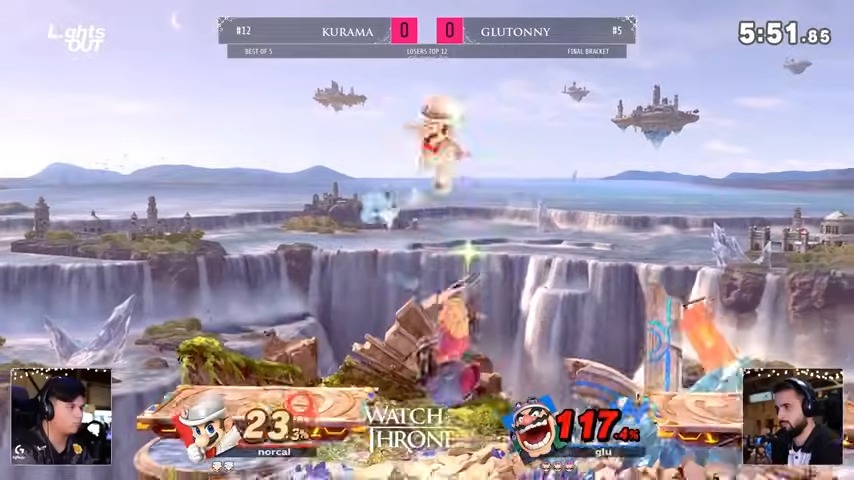 Lights OUT
#12 KURAMA 0 0 GLUTONNY #5
BEST OF 5 LOSERS TOP 12 FINAL BRACKET
5:51.85
23.3%
norcal
WATCH THE THRONE
117.4%
glu